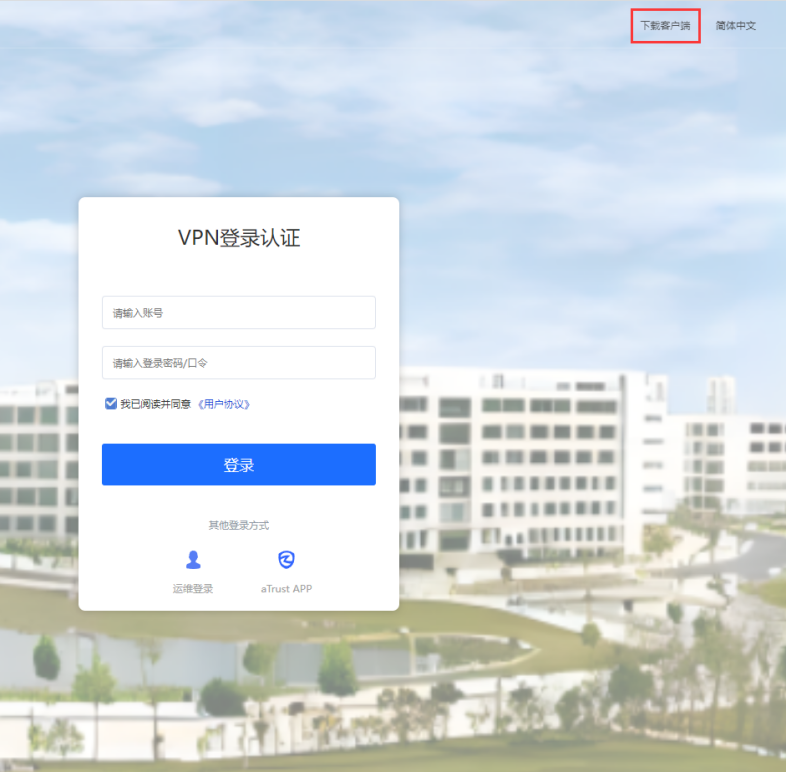 下载客户端 简体中文
VPN登录认证
请输入账号
请输入登录密码/口令
我已阅读并同意 《用户协议》
登录
其他登录方式
运维登录 aTrust APP